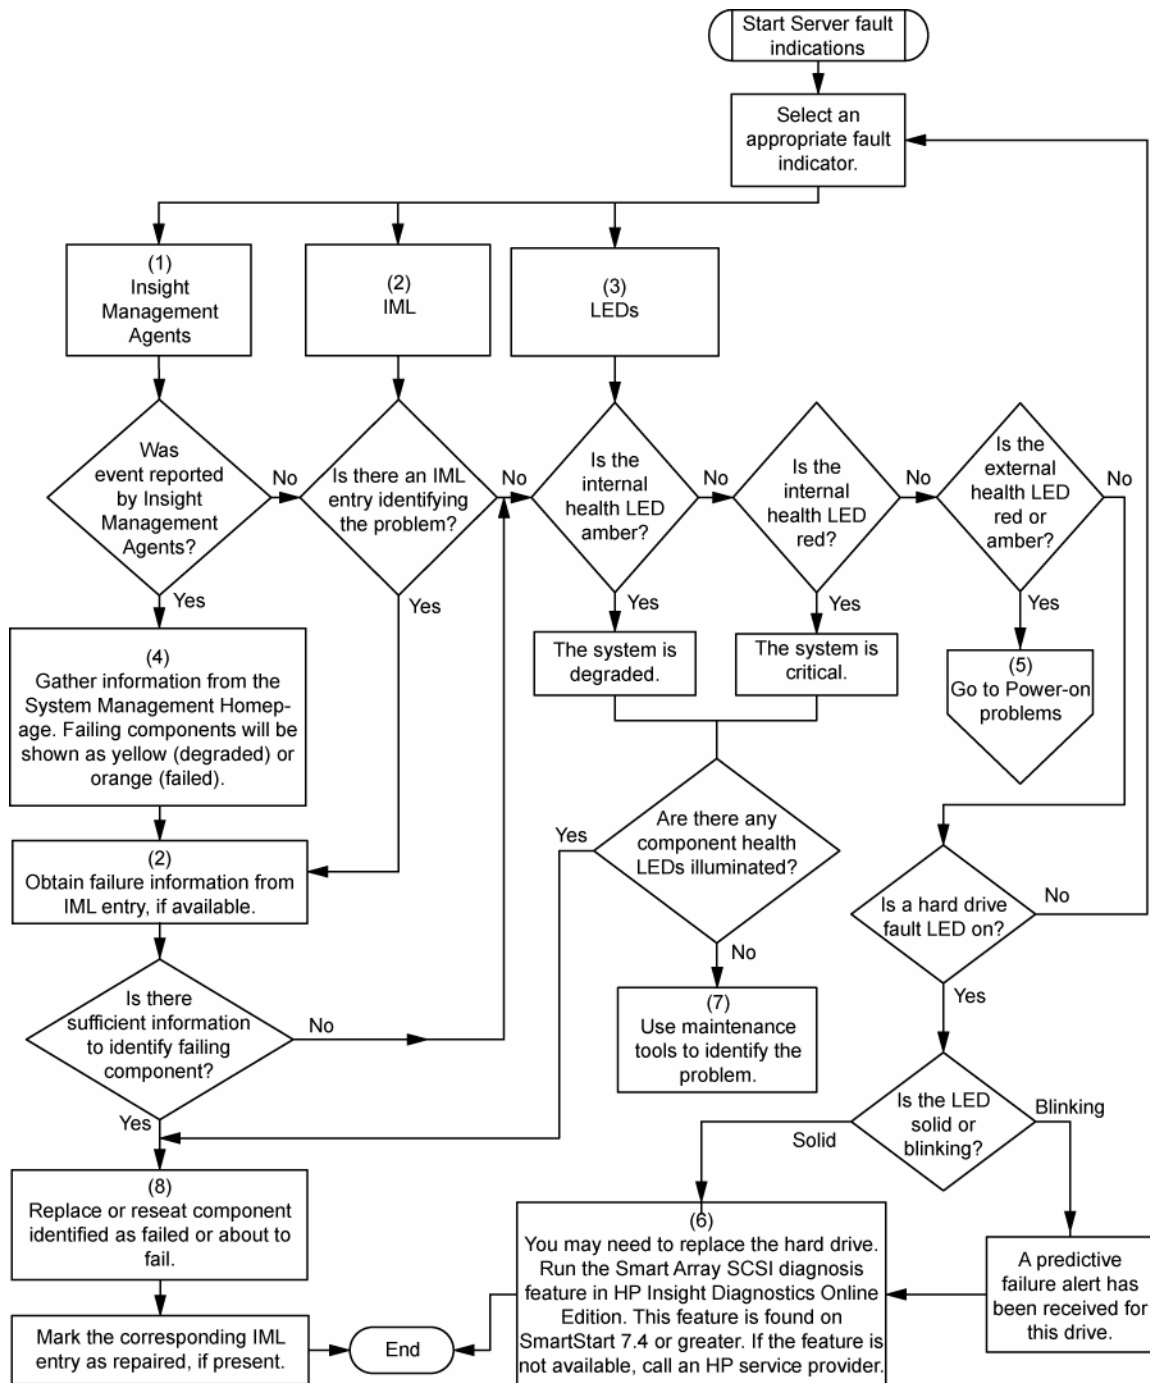 Start Server fault
indications
Select an
appropriate fault
indicator.
(1)
Insight
Management
Agents
(2)
IML
(3)
LEDs
Was
event reported
by Insight
Management
Agents?
No
Is there an IML
entry identifying
the problem?
No
Is the
internal
health LED
amber?
No
Is the
internal
health LED
red?
No
Is the
external
health LED
red or
amber?
No
Yes
Yes
Yes
Yes
Yes
(4)
Gather information from the
System Management Homep-
age. Failing components will be
shown as yellow (degraded) or
orange (failed).
The system is
degraded.
The system is
critical.
(5)
Go to Power-on
problems
(2)
Obtain failure information from
IML entry, if available.
Yes
Are there any
component health
LEDs illuminated?
No
Is a hard drive
fault LED on?
No
Yes
Is there
sufficient information
to identify failing
component?
No
Yes
(7)
Use maintenance
tools to identify the
problem.
Is the LED
solid or
blinking?
Solid
Blinking
(8)
Replace or reseat component
identified as failed or about to
fail.
(6)
You may need to replace the hard drive.
Run the Smart Array SCSI diagnosis
feature in HP Insight Diagnostics Online
Edition. This feature is found on
SmartStart 7.4 or greater. If the feature is
not available, call an HP service provider.
A predictive
failure alert has
been received for
this drive.
Mark the corresponding IML
entry as repaired, if present.
End